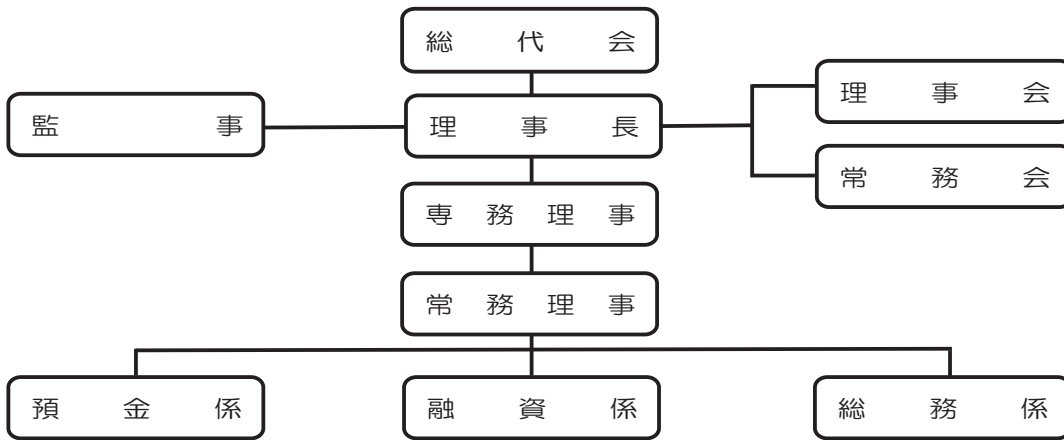 総代会
理事会
監事
理事長
常務会
専務理事
常務理事
預金係
融資係
総務係